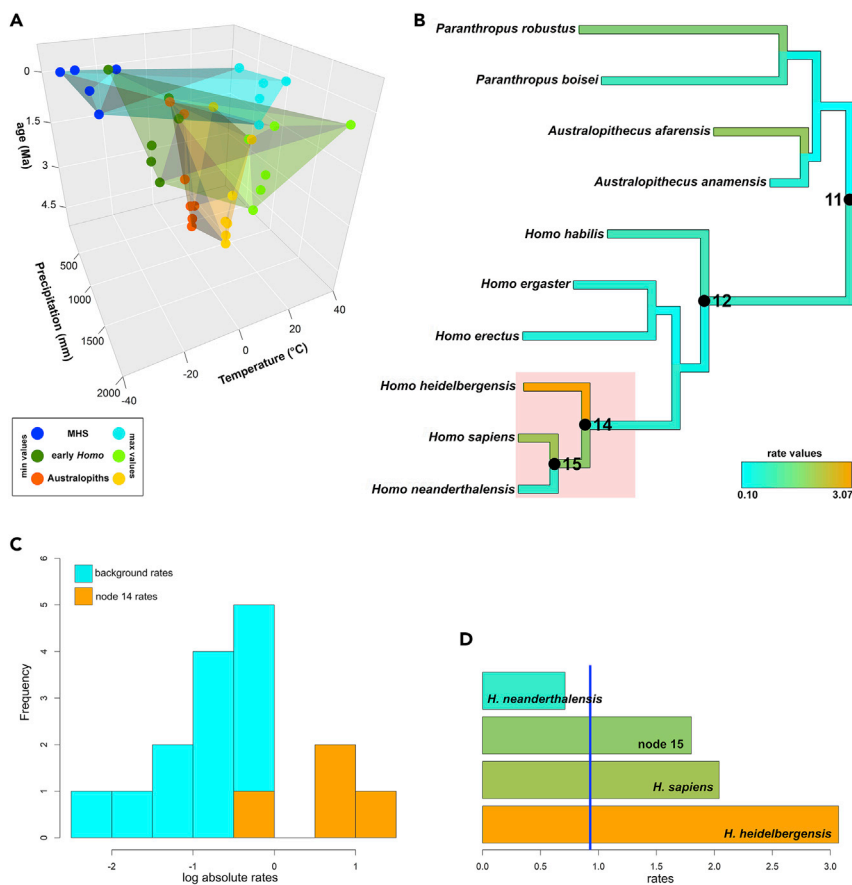 A
0
1.5
3
4.5
age (Ma)
500
1000
1500
2000
Precipitation (mm)
-40
-20
0
20
40
Temperature (°C)
min values
MHS
early Homo
Australopiths
max values
B
Paranthropus robustus
Paranthropus boisei
Australopithecus afarensis
Australopithecus anamensis
11
Homo habilis
12
Homo ergaster
Homo erectus
Homo heidelbergensis
14
Homo sapiens
15
Homo neanderthalensis
rate values
0.10 3.07
C
background rates
node 14 rates
Frequency
6
5
4
3
2
1
0
-2 -1 0 1
log absolute rates
D
H. neanderthalensis
node 15
H. sapiens
H. heidelbergensis
0.0 0.5 1.0 1.5 2.0 2.5 3.0
rates